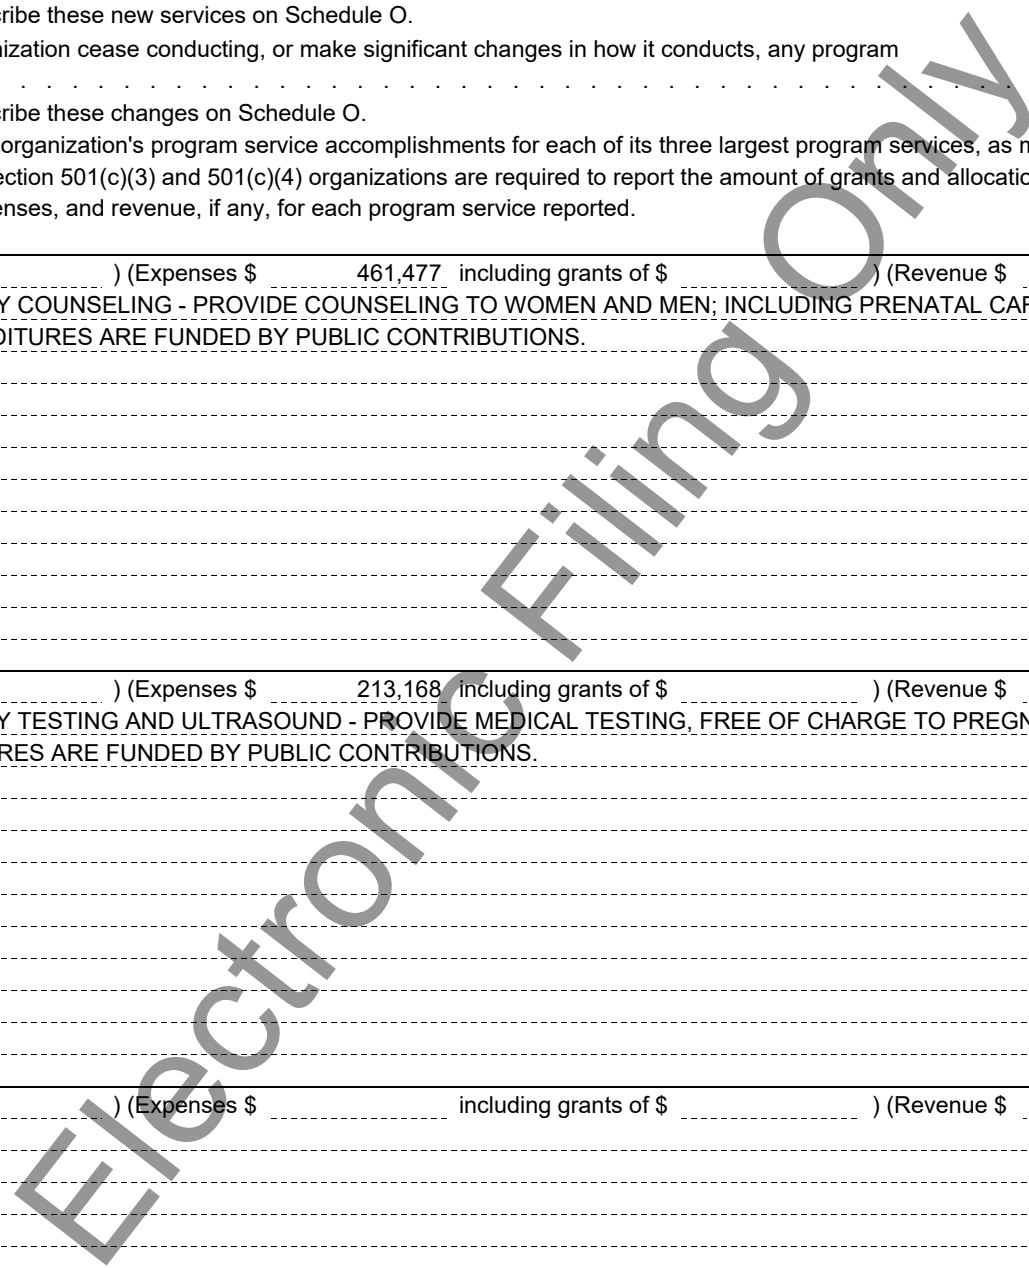 ribe these new services on Schedule O.
nization cease conducting, or make significant changes in how it conducts, any program
. . . . . . . . . . . . . . . . . . . . . . . . . . . . . . . . . . . . . . .
ribe these changes on Schedule O.
organization's program service accomplishments for each of its three largest program services, as m
ection 501(c)(3) and 501(c)(4) organizations are required to report the amount of grants and allocatio
enses, and revenue, if any, for each program service reported.
) (Expenses $ 461,477 including grants of $ ) (Revenue $
Y COUNSELING - PROVIDE COUNSELING TO WOMEN AND MEN; INCLUDING PRENATAL CAR
DITURES ARE FUNDED BY PUBLIC CONTRIBUTIONS.
) (Expenses $ 213,168 including grants of $ ) (Revenue $
Y TESTING AND ULTRASOUND - PROVIDE MEDICAL TESTING, FREE OF CHARGE TO PREGN
RES ARE FUNDED BY PUBLIC CONTRIBUTIONS.
) (Expenses $ including grants of $ ) (Revenue $
Electronic Filing Only